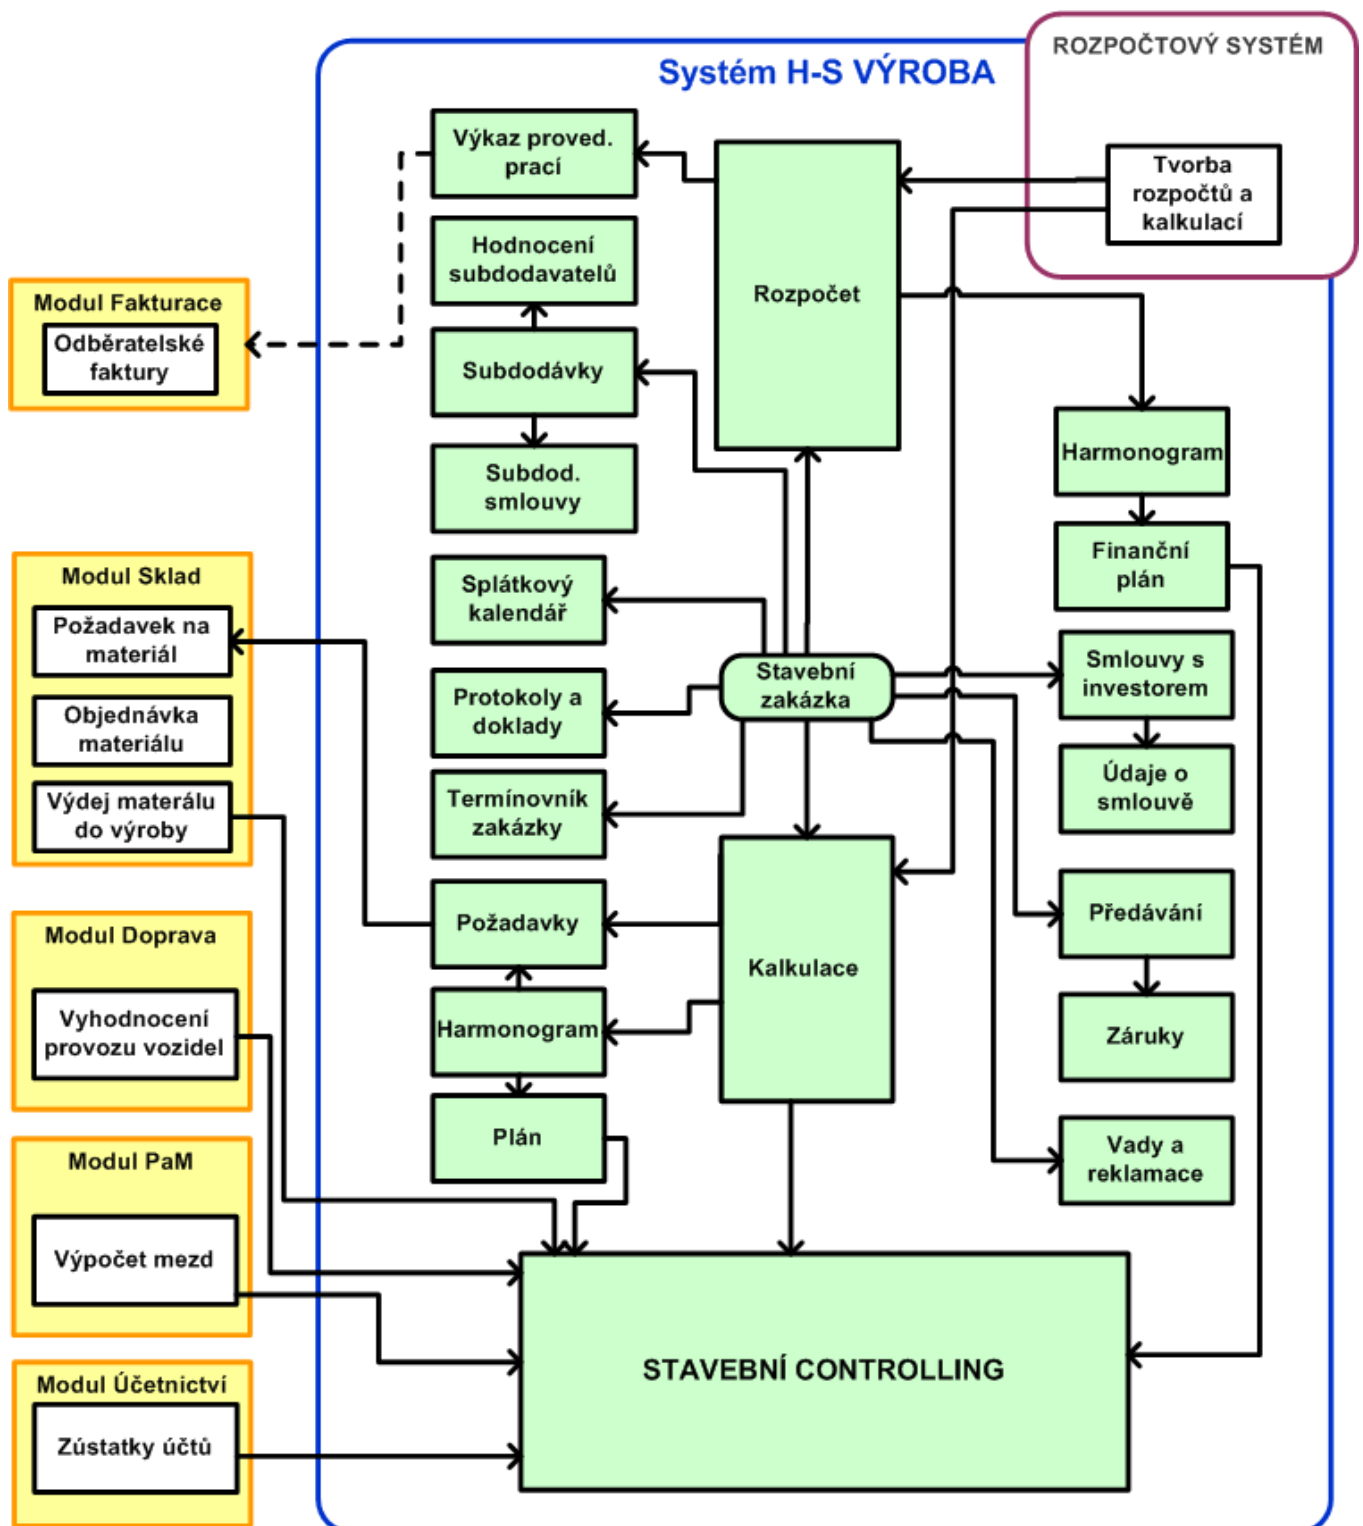 ROZPOČTOVÝ SYSTÉM
Systém H-S VÝROBA
Výkaz proved.
prací
Tvorba
rozpočtů a
kalkulací
Hodnocení
subdodavatelů
Rozpočet
Modul Fakturace
Odběratelské
faktury
Subdodávky
Harmonogram
Subdod.
smlouvy
Finanční
plán
Modul Sklad
Požadavek na
materiál
Objednávka
materiálu
Výdej materálu
do výroby
Splátkový
kalendář
Stavební
zakázka
Smlouvy s
investorem
Protokoly a
doklady
Údaje o
smlouvě
Termínovník
zakázky
Požadavky
Předávání
Kalkulace
Modul Doprava
Vyhodnocení
provozu vozidel
Harmonogram
Záruky
Plán
Vady a
reklamace
Modul PaM
Výpočet mezd
STAVEBNÍ CONTROLLING
Modul Účetnictví
Zústatky účtů